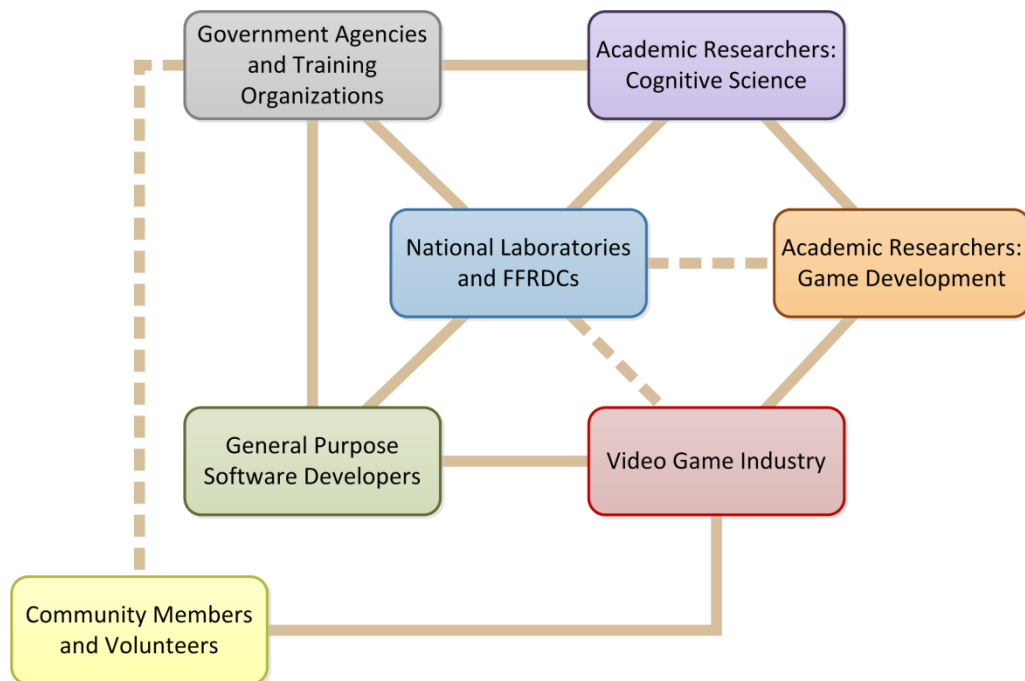 Government Agencies
and Training
Organizations
Academic Researchers:
Cognitive Science
National Laboratories
and FFRDCs
Academic Researchers:
Game Development
General Purpose
Software Developers
Video Game Industry
Community Members
and Volunteers